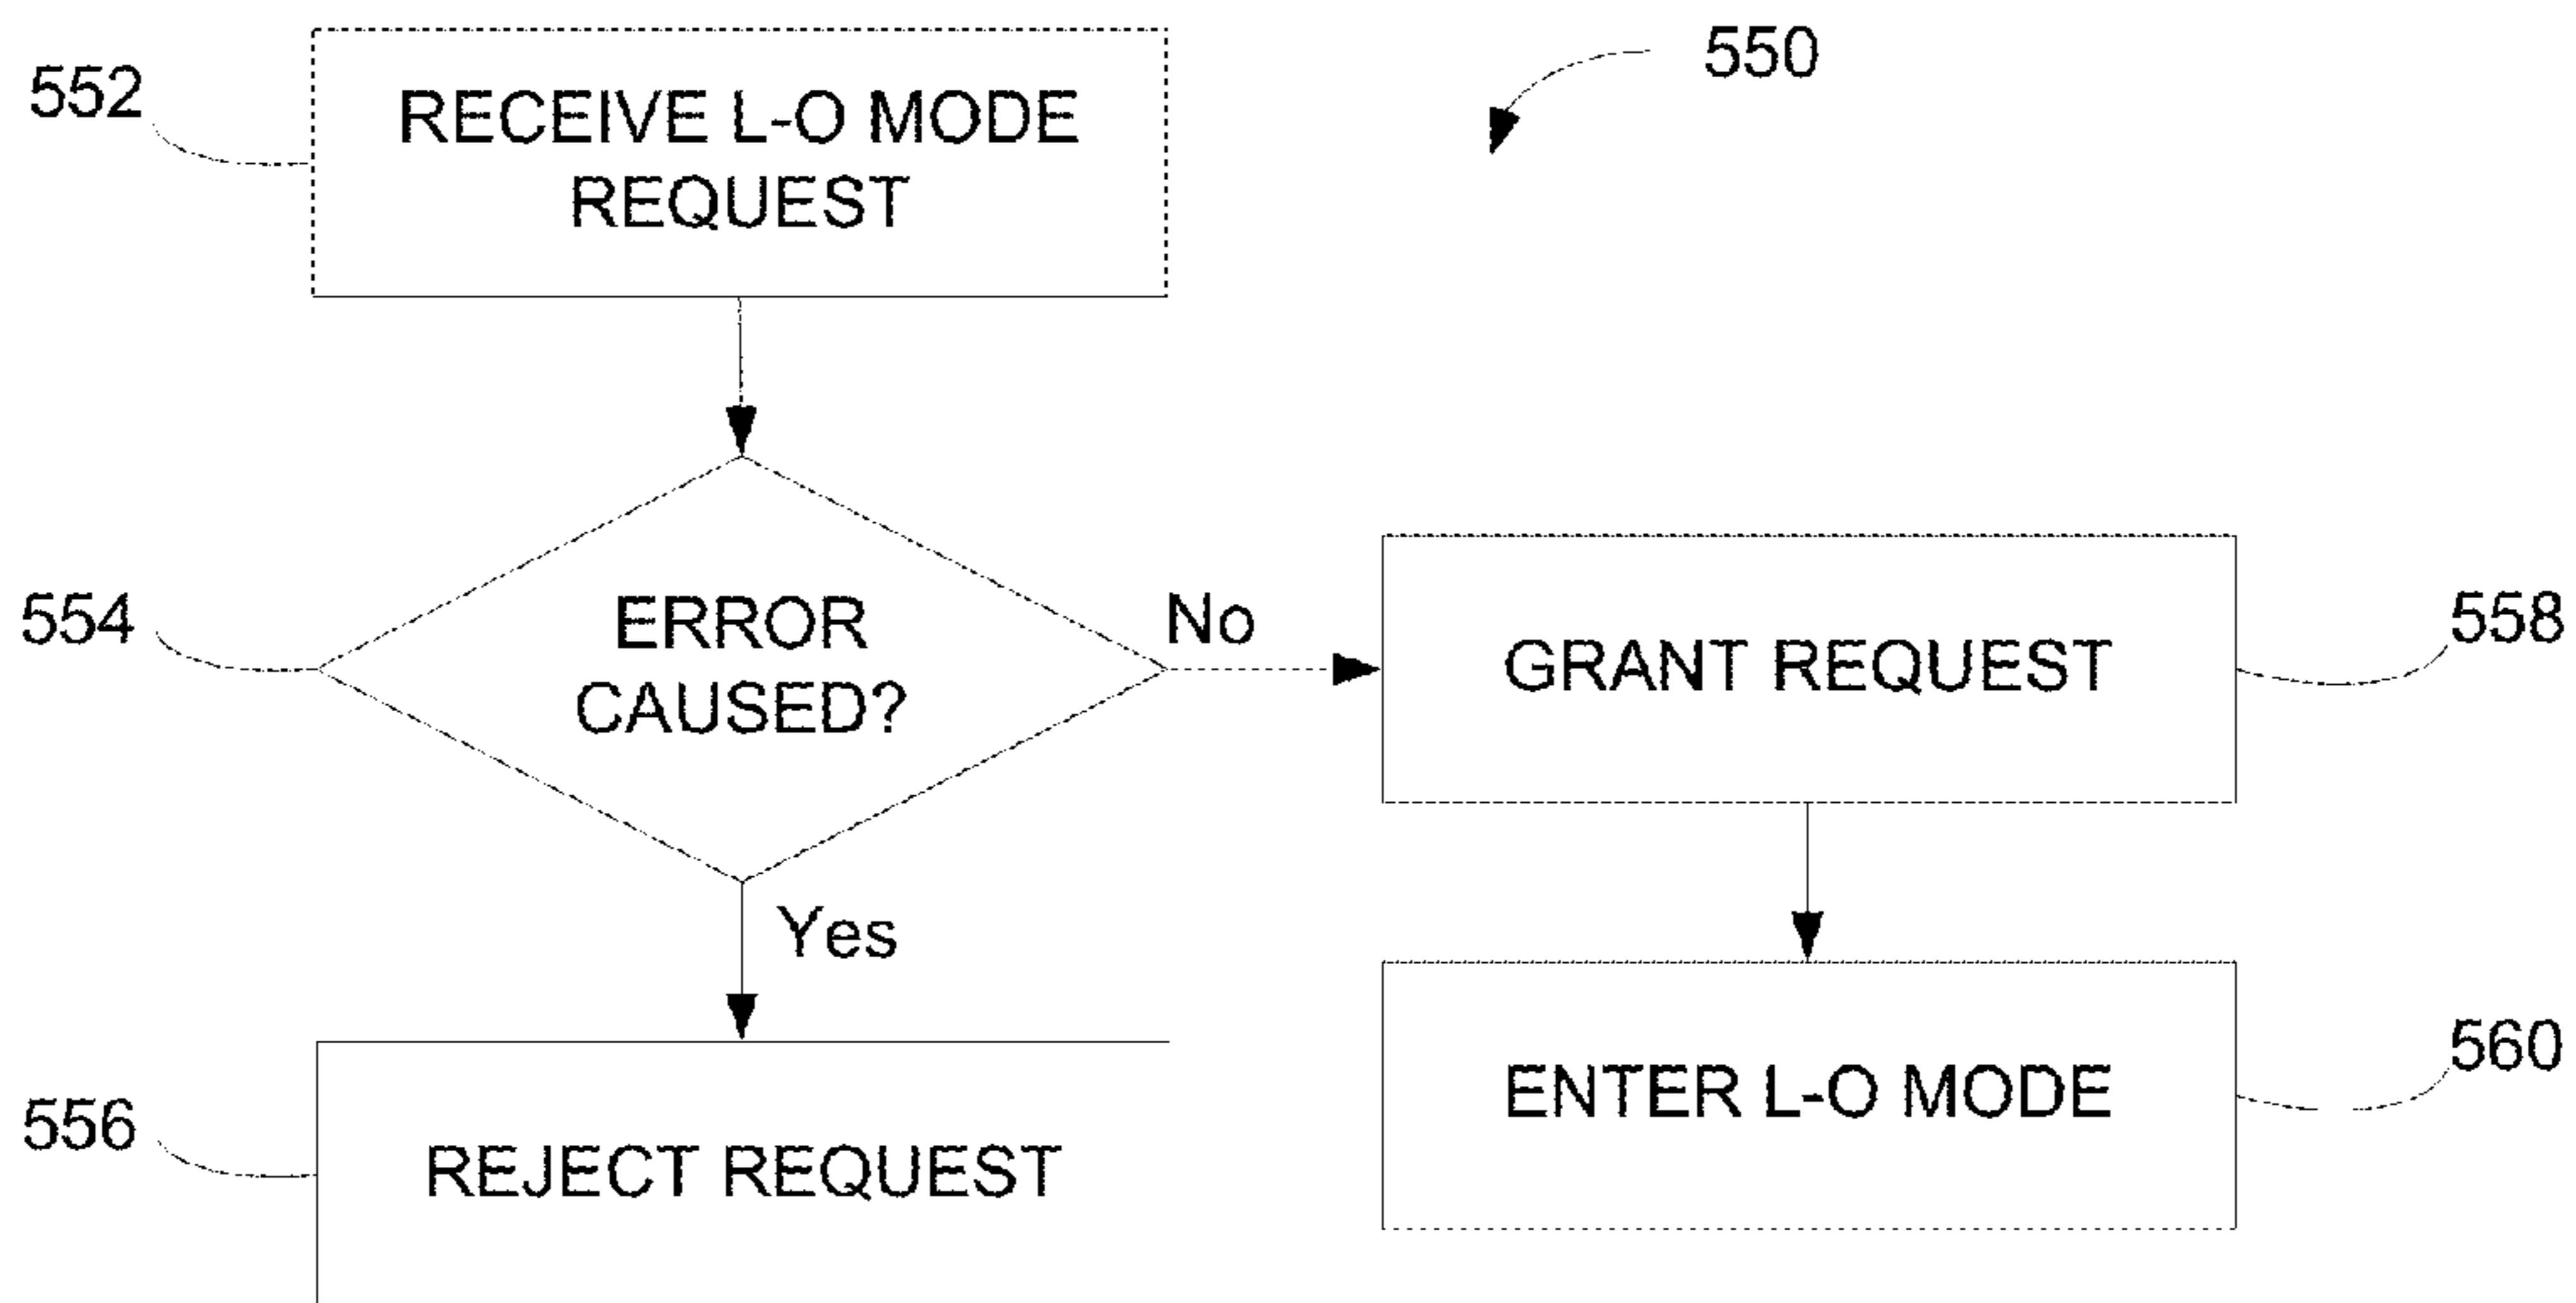 550
552
RECEIVE L-O MODE
REQUEST
554
ERROR
CAUSED?
No
GRANT REQUEST
558
Yes
556
REJECT REQUEST
ENTER L-O MODE
560